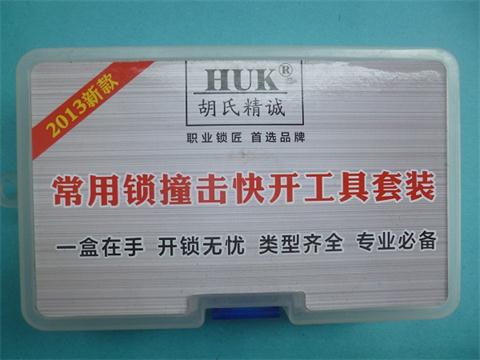 2013新款
HUK®
胡氏精诚
职业锁匠 首选品牌
常用锁撞击快开工具套装
一盒在手 开锁无忧 类型齐全 专业必备